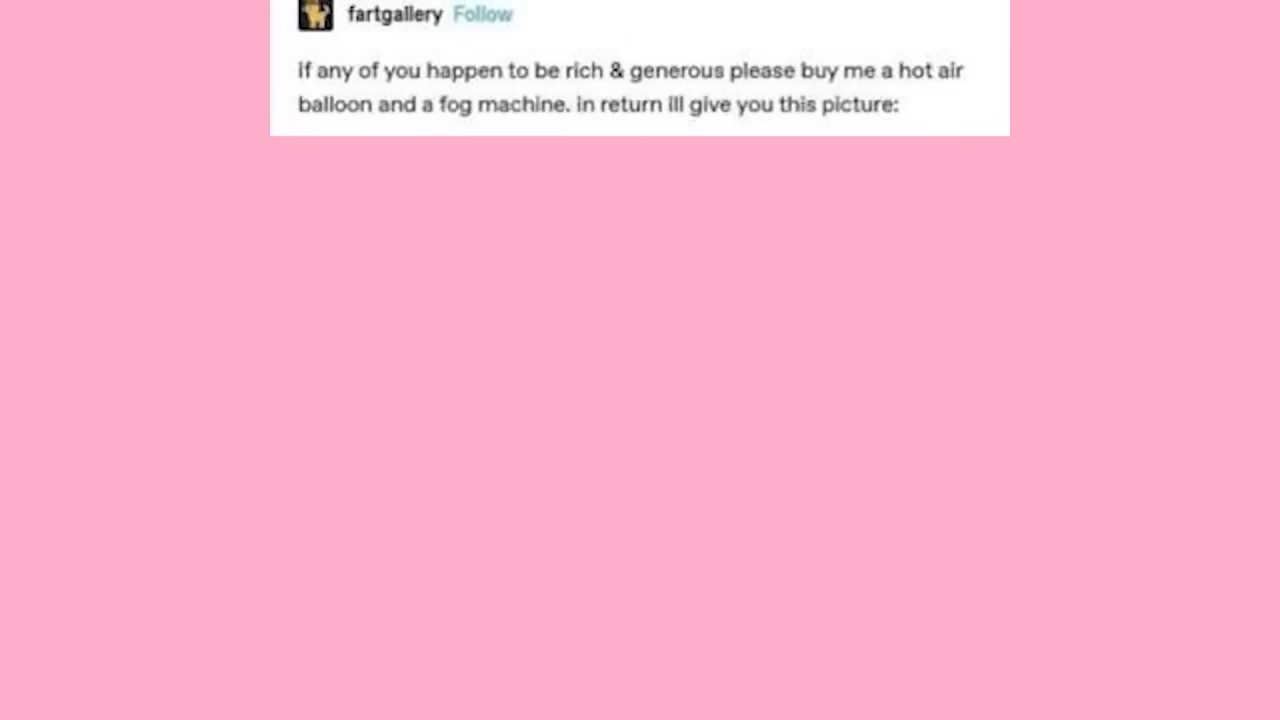 fartgallery Follow
if any of you happen to be rich & generous please buy me a hot air
balloon and a fog machine. in return ill give you this picture: